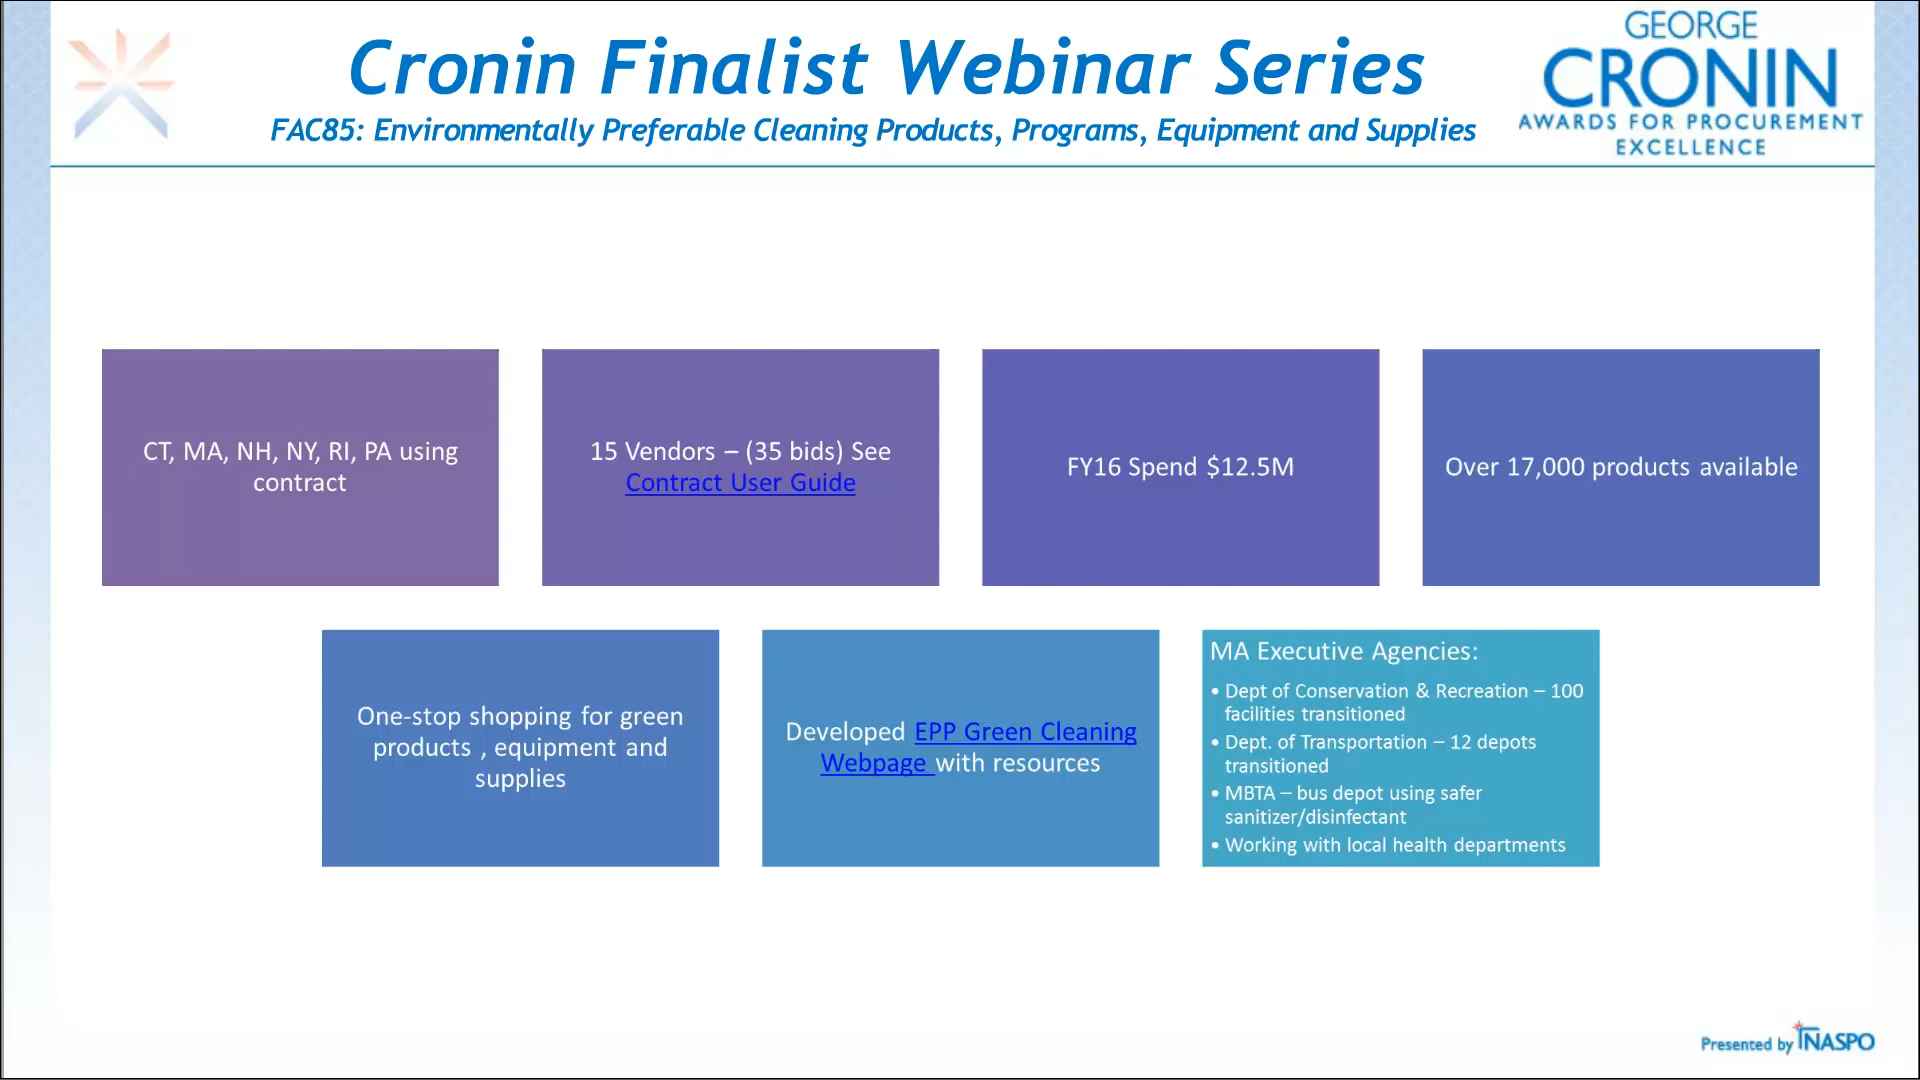 Cronin Finalist Webinar Series
FAC85: Environmentally Preferable Cleaning Products, Programs, Equipment and Supplies
GEORGE
CRONIN
AWARDS FOR PROCUREMENT
EXCELLENCE
CT, MA, NH, NY, RI, PA using
contract
15 Vendors – (35 bids) See
Contract User Guide
FY16 Spend $12.5M
Over 17,000 products available
One-stop shopping for green
products , equipment and
supplies
Developed EPP Green Cleaning
Webpage with resources
MA Executive Agencies:
• Dept of Conservation & Recreation – 100
facilities transitioned
• Dept. of Transportation – 12 depots
transitioned
• MBTA – bus depot using safer
sanitizer/disinfectant
• Working with local health departments
Presented by NASPO